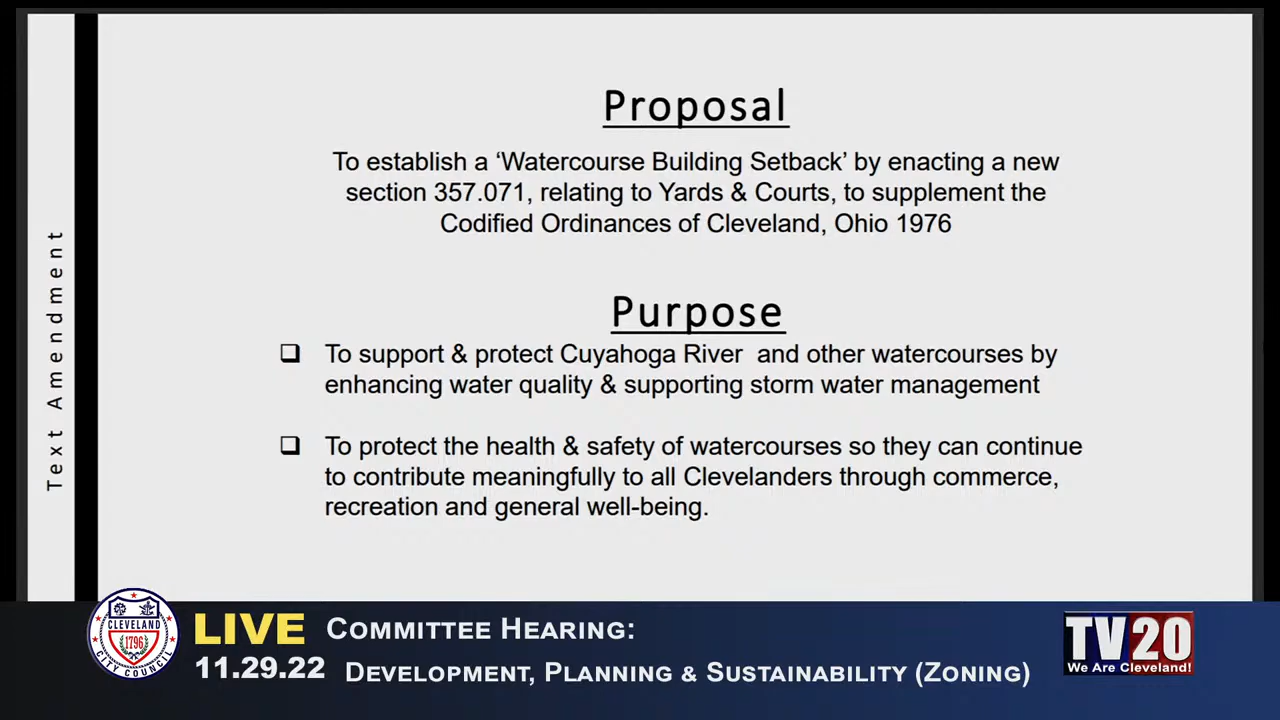 Text Amendment
Proposal
To establish a ‘Watercourse Building Setback’ by enacting a new
section 357.071, relating to Yards & Courts, to supplement the
Codified Ordinances of Cleveland, Ohio 1976
Purpose
To support & protect Cuyahoga River and other watercourses by
enhancing water quality & supporting storm water management
To protect the health & safety of watercourses so they can continue
to contribute meaningfully to all Clevelanders through commerce,
recreation and general well-being.
CLEVELAND
1796
CITY COUNCIL
LIVE
11.29.22
Committee Hearing:
Development, Planning & Sustainability (Zoning)
TV20
We Are Cleveland!